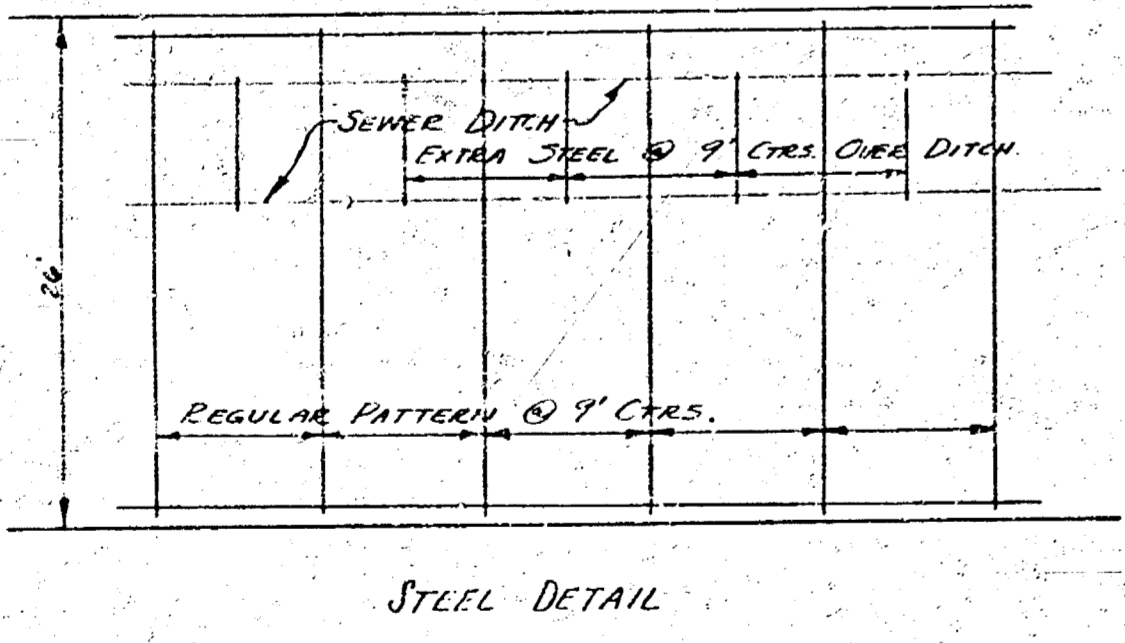 SEWER DITCH
EXTRA STEEL @ 9' CTRS. OVER DITCH.
26'
REGULAR PATTERN @ 9' CTRS.
STEEL DETAIL